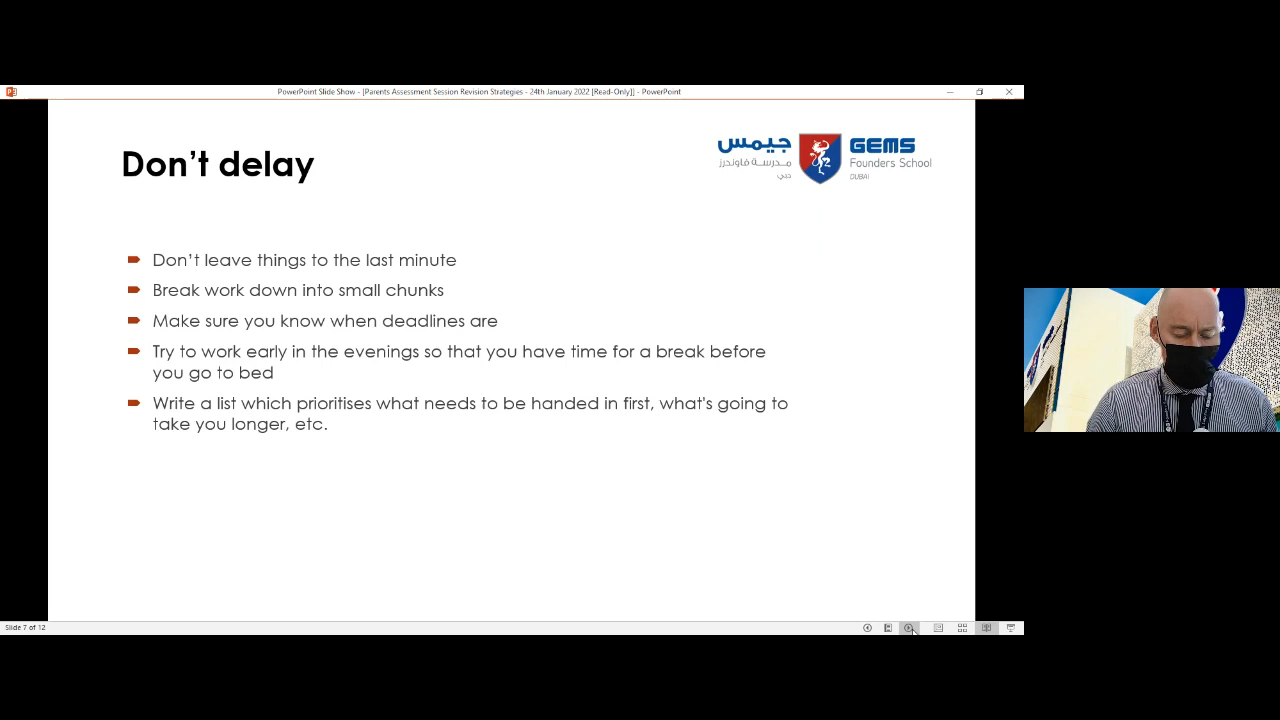 PowerPoint Slide Show - [Parents Assessment Session Revision Strategies - 24th January 2022 [Read-Only]] - PowerPoint
Don't delay
جيمس
مدرسة فاوندرز
دبي
GEMS
Founders School
DUBAI
Don't leave things to the last minute
Break work down into small chunks
Make sure you know when deadlines are
Try to work early in the evenings so that you have time for a break before
you go to bed
Write a list which prioritises what needs to be handed in first, what's going to
take you longer, etc.
Slide 7 of 12